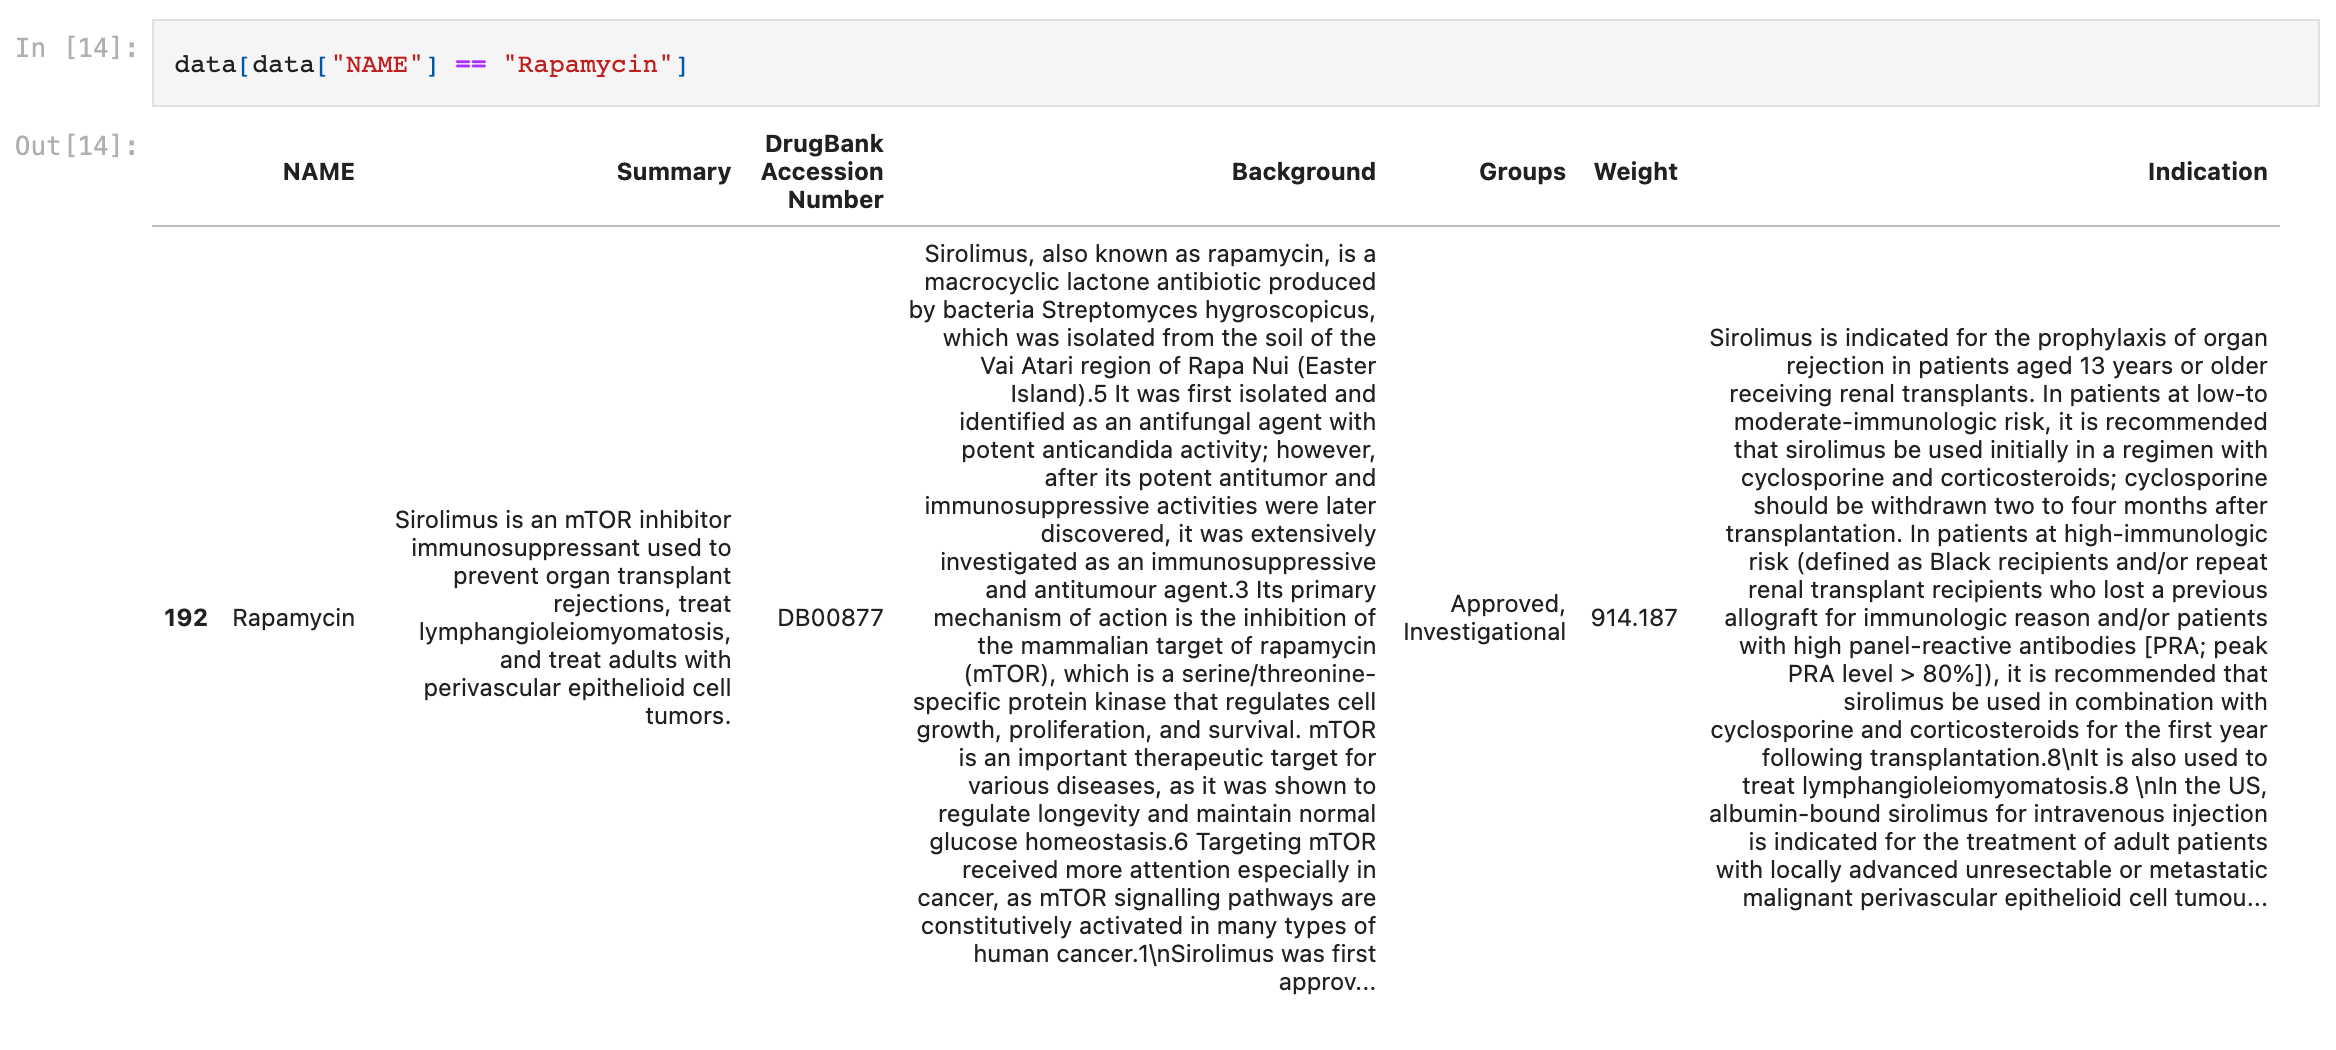 In [14]:
data[data["NAME"] == "Rapamycin"]
Out[14]:
NAME
Summary
DrugBank
Accession
Number
Background
Groups
Weight
Indication
192
Rapamycin
Sirolimus is an mTOR inhibitor
immunosuppressant used to
prevent organ transplant
rejections, treat
lymphangioleiomyomatosis,
and treat adults with
perivascular epithelioid cell
tumors.
DB00877
Sirolimus, also known as rapamycin, is a
macrocyclic lactone antibiotic produced
by bacteria Streptomyces hygroscopicus,
which was isolated from the soil of the
Vai Atari region of Rapa Nui (Easter
Island).5 It was first isolated and
identified as an antifungal agent with
potent anticandida activity; however,
after its potent antitumor and
immunosuppressive activities were later
discovered, it was extensively
investigated as an immunosuppressive
and antitumour agent.3 Its primary
mechanism of action is the inhibition of
the mammalian target of rapamycin
(mTOR), which is a serine/threonine-
specific protein kinase that regulates cell
growth, proliferation, and survival. mTOR
is an important therapeutic target for
various diseases, as it was shown to
regulate longevity and maintain normal
glucose homeostasis.6 Targeting mTOR
received more attention especially in
cancer, as mTOR signalling pathways are
constitutively activated in many types of
human cancer.1\nSirolimus was first
approv...
Approved,
Investigational
914.187
Sirolimus is indicated for the prophylaxis of organ
rejection in patients aged 13 years or older
receiving renal transplants. In patients at low-to
moderate-immunologic risk, it is recommended
that sirolimus be used initially in a regimen with
cyclosporine and corticosteroids; cyclosporine
should be withdrawn two to four months after
transplantation. In patients at high-immunologic
risk (defined as Black recipients and/or repeat
renal transplant recipients who lost a previous
allograft for immunologic reason and/or patients
with high panel-reactive antibodies [PRA; peak
PRA level > 80%]), it is recommended that
sirolimus be used in combination with
cyclosporine and corticosteroids for the first year
following transplantation.8\nIt is also used to
treat lymphangioleiomyomatosis.8 \nIn the US,
albumin-bound sirolimus for intravenous injection
is indicated for the treatment of adult patients
with locally advanced unresectable or metastatic
malignant perivascular epithelioid cell tumou...